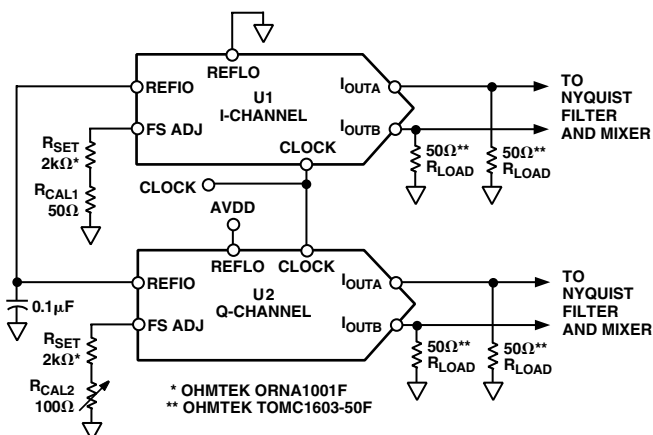 REFLO
REFIO
U1
I-CHANNEL
IOUTA
IOUTB
FS ADJ
CLOCK
RSET
2kΩ*
RCAL1
50Ω
50Ω**
RLOAD
50Ω**
RLOAD
TO
NYQUIST
FILTER
AND MIXER
CLOCK
AVDD
REFLO
CLOCK
REFIO
U2
Q-CHANNEL
IOUTA
IOUTB
FS ADJ
0.1μF
RSET
2kΩ*
RCAL2
100Ω
50Ω**
RLOAD
50Ω**
RLOAD
TO
NYQUIST
FILTER
AND MIXER
* OHMTEK ORNA1001F
** OHMTEK TOMC1603-50F